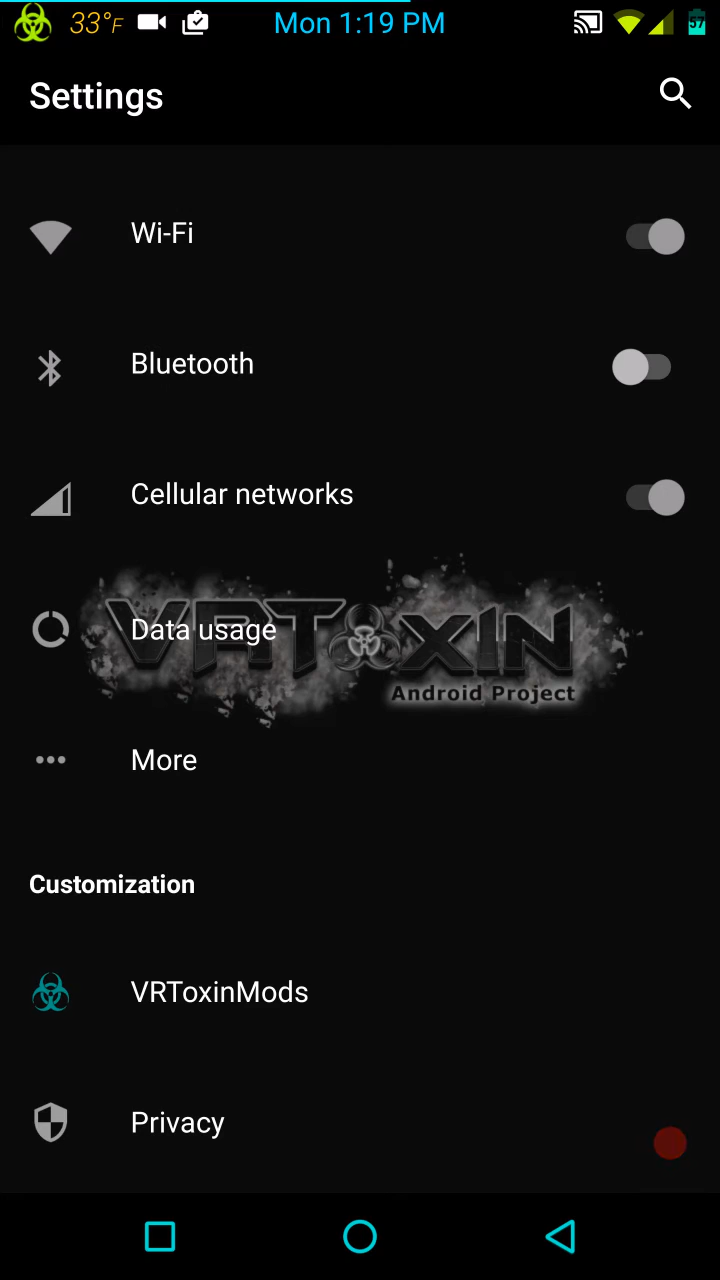 33°F Mon 1:19 PM 57
Settings
Wi-Fi
Bluetooth
Cellular networks
VRTOXIN
Data usage
Android Project
More
Customization
VRToxinMods
Privacy